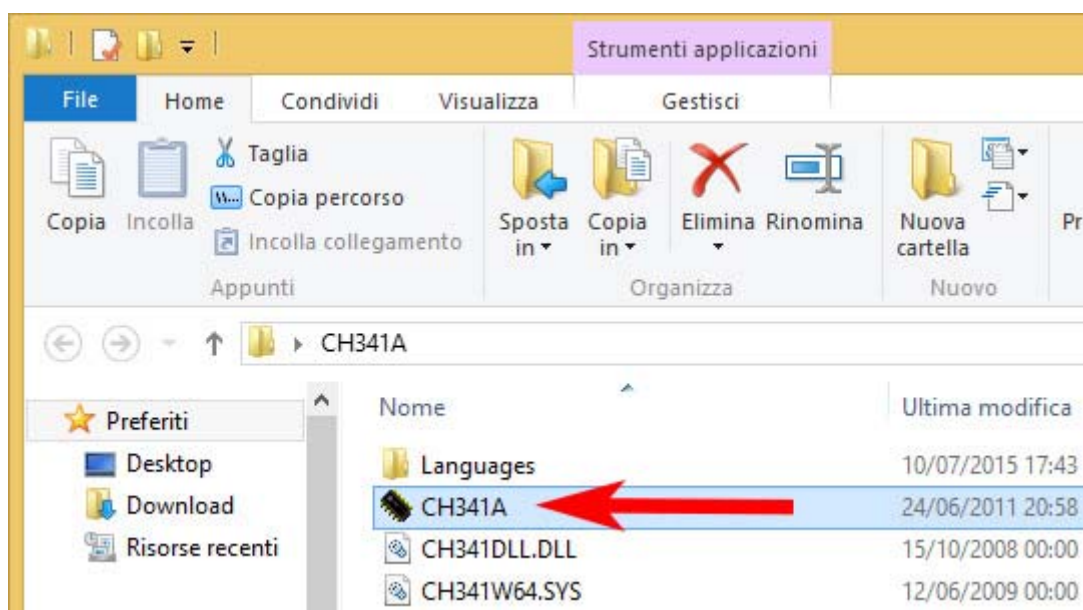 Strumenti applicazioni
File Home Condividi Visualizza Gestisci
Taglia
Copia percorso
Incolla collegamento
Copia Incolla
Sposta in Copia in Elimina Rinomina
Nuova cartella
Pr
Appunti Organizza Nuovo
CH341A
Preferiti
Desktop
Download
Risorse recenti
Nome Ultima modifica
Languages 10/07/2015 17:43
CH341A 24/06/2011 20:58
CH341DLL.DLL 15/10/2008 00:00
CH341W64.SYS 12/06/2009 00:00